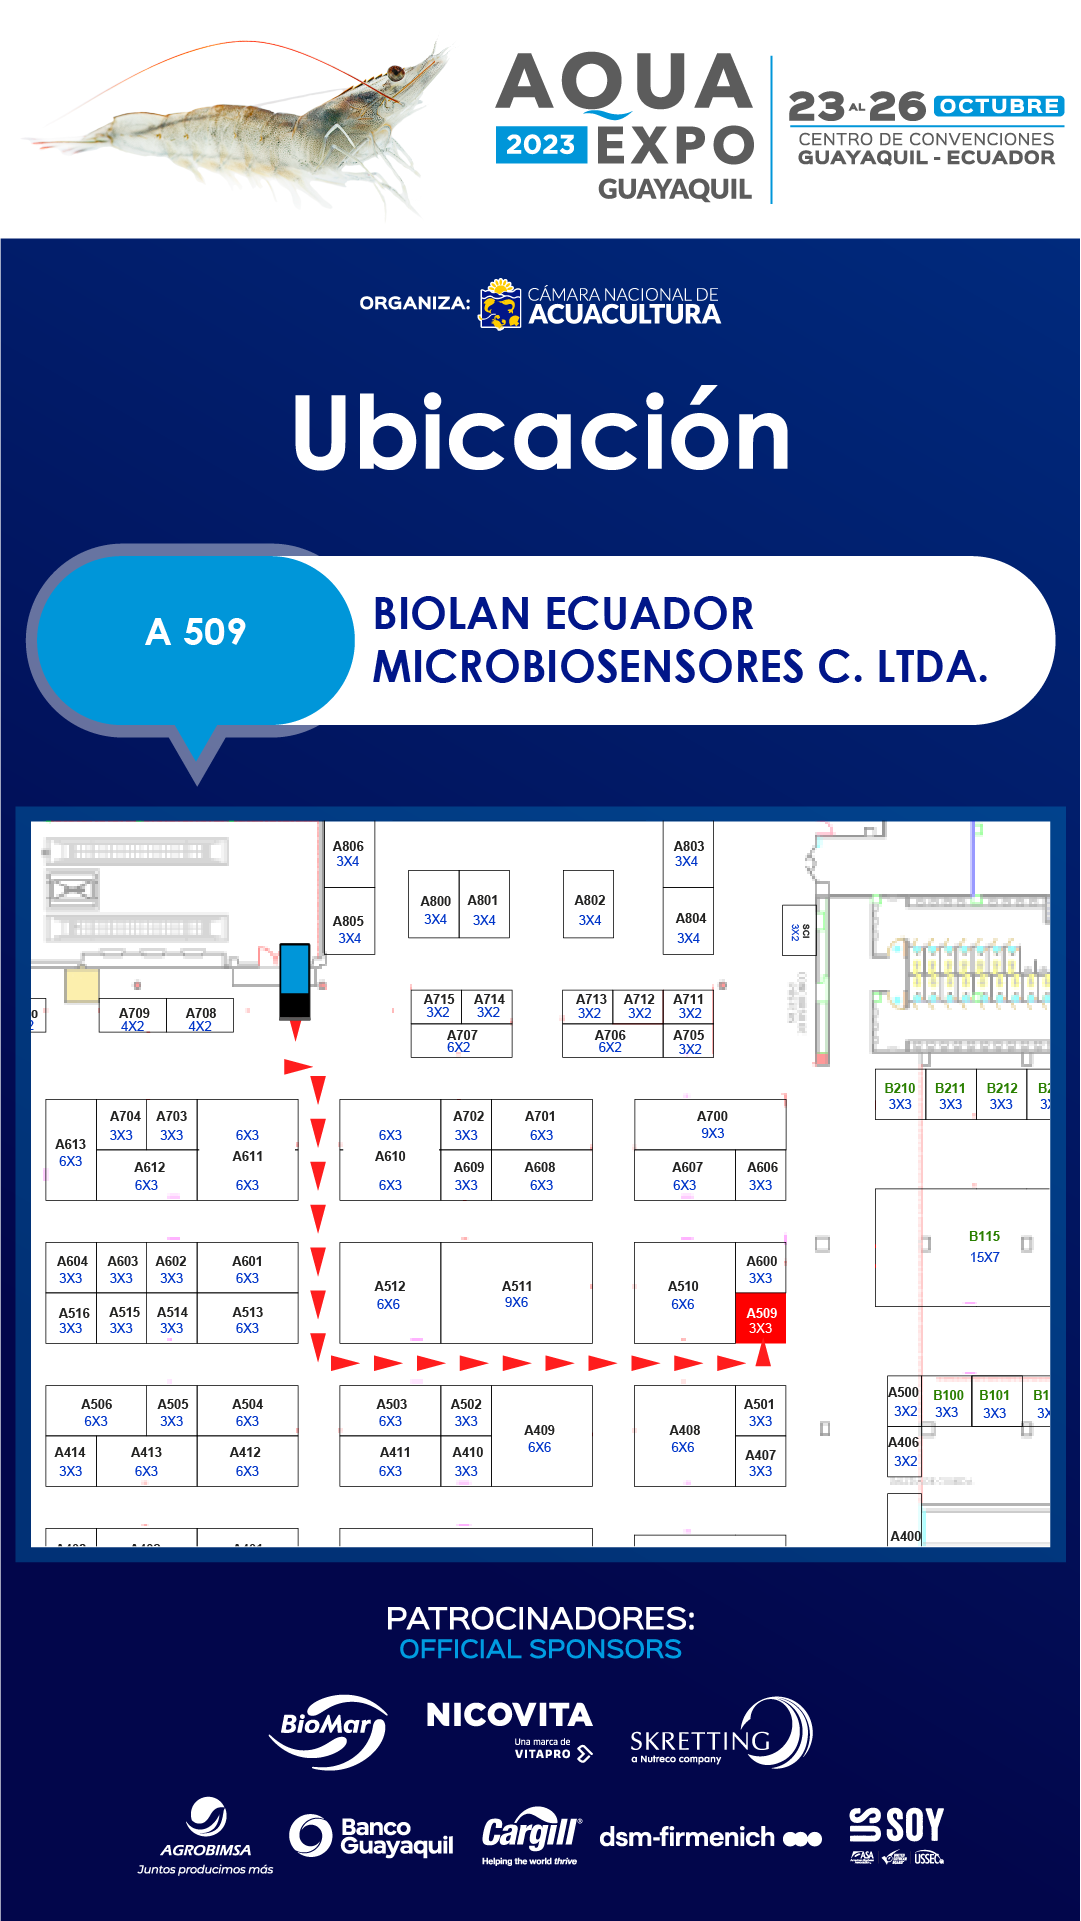 AQUA
2023 EXPO
GUAYAQUIL
23 AL 26 OCTUBRE
CENTRO DE CONVENCIONES
GUAYAQUIL - ECUADOR
ORGANIZA: CÁMARA NACIONAL DE
ACUACULTURA
Ubicación
A 509
BIOLAN ECUADOR
MICROBIOSENSORES C. LTDA.
A806
3X4
A803
3X4
A800
3X4
A801
3X4
A802
3X4
A805
3X4
A804
3X4
SCI
3X2
A709
4X2
A708
4X2
A715
3X2
A714
3X2
A713
3X2
A712
3X2
A711
3X2
A707
6X2
A706
6X2
A705
3X2
B210
3X3
B211
3X3
B212
3X3
A613
6X3
A704
3X3
A703
3X3
6X3
A611
6X3
A612
6X3
6X3
A610
6X3
A702
3X3
A701
6X3
A609
3X3
A608
6X3
A700
9X3
A607
6X3
A606
3X3
B115
15X7
A604
3X3
A603
3X3
A602
3X3
A601
6X3
A516
3X3
A515
3X3
A514
3X3
A513
6X3
A512
6X6
A511
9X6
A510
6X6
A600
3X3
A509
3X3
A506
6X3
A505
3X3
A504
6X3
A414
3X3
A413
6X3
A412
6X3
A503
6X3
A502
3X3
A409
6X6
A411
6X3
A410
3X3
A408
6X6
A501
3X3
A407
3X3
A500
3X2
B100
3X3
B101
3X3
A406
3X2
A400
PATROCINADORES:
OFFICIAL SPONSORS
BioMar
NICOVITA
Una marca de
VITAPRO
SKRETTING
a Nutreco company
AGROBIMSA
Juntos producimos más
Banco
Guayaquil
Cargill®
Helping the world thrive
dsm-firmenich
US SOY
ASA
USSEC